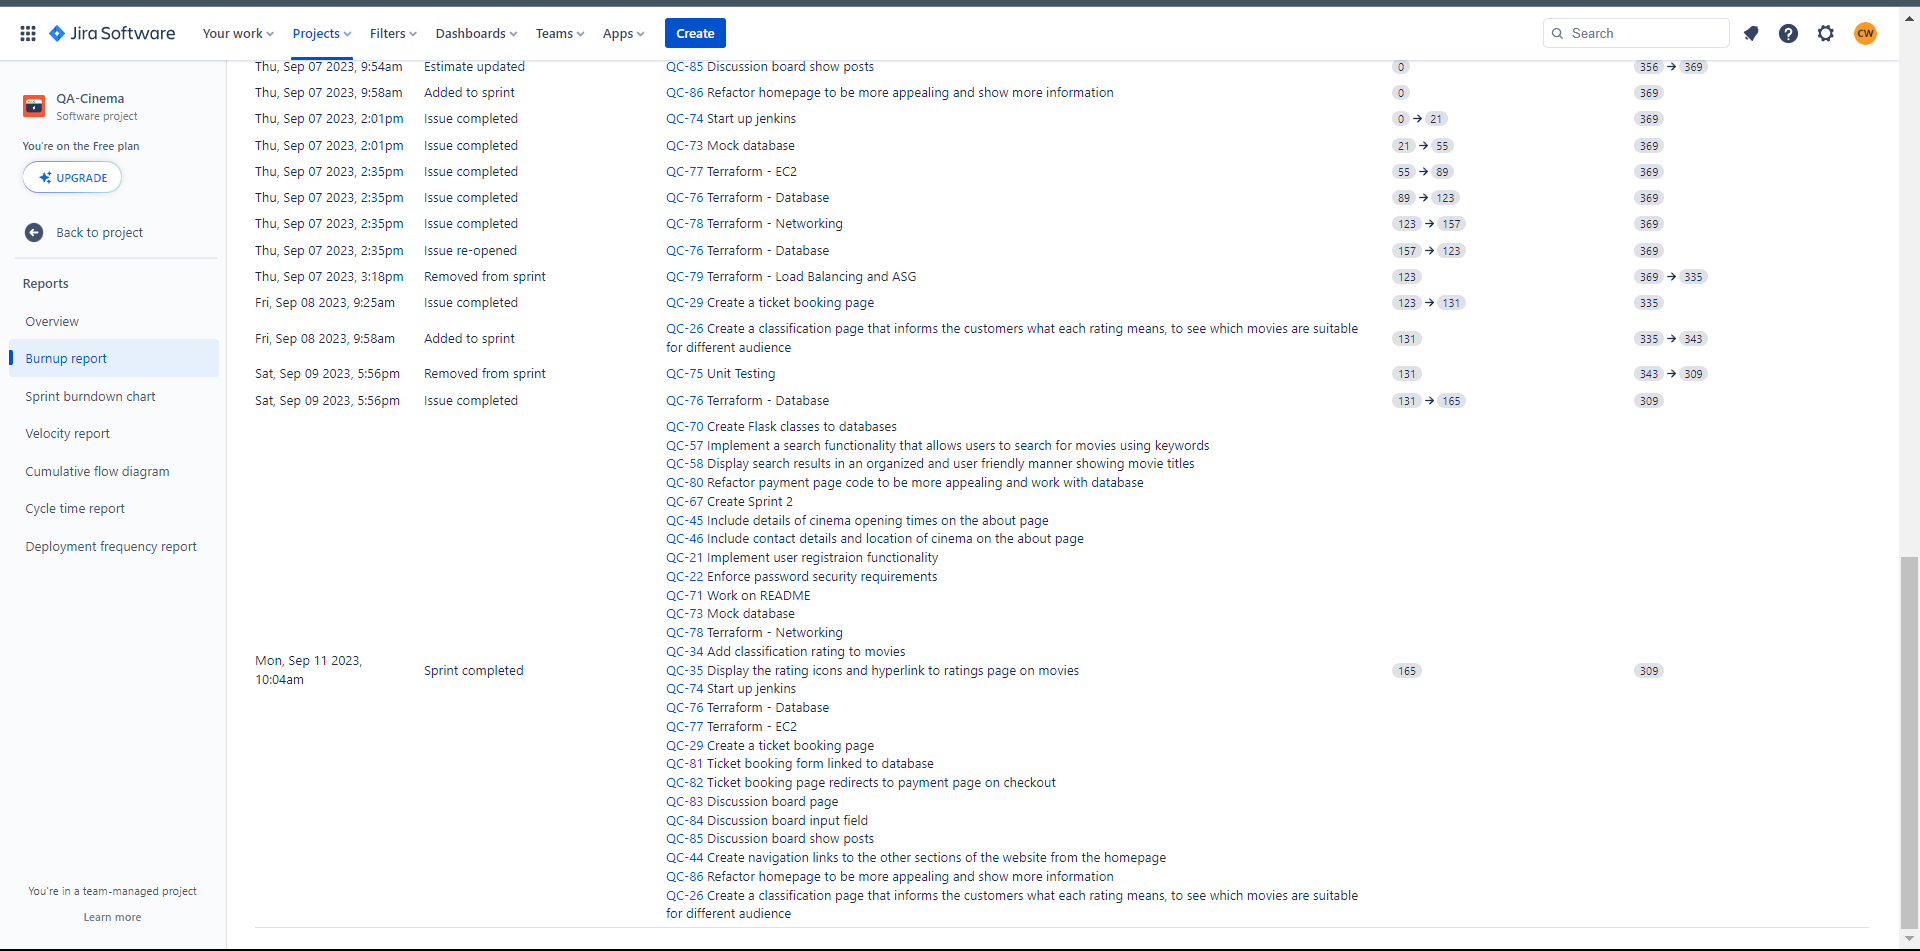 Jira Software
Your work
Projects
Filters
Dashboards
Teams
Apps
Create
Search
CW
QA-Cinema
Software project
You're on the Free plan
UPGRADE
Back to project
Reports
Overview
Burnup report
Sprint burndown chart
Velocity report
Cumulative flow diagram
Cycle time report
Deployment frequency report
You're in a team-managed project
Learn more
Thu, Sep 07 2023, 9:54am Estimate updated QC-85 Discussion board show posts 0 356 → 369
Thu, Sep 07 2023, 9:58am Added to sprint QC-86 Refactor homepage to be more appealing and show more information 0 369
Thu, Sep 07 2023, 2:01pm Issue completed QC-74 Start up jenkins 0 → 21 369
Thu, Sep 07 2023, 2:01pm Issue completed QC-73 Mock database 21 → 55 369
Thu, Sep 07 2023, 2:35pm Issue completed QC-77 Terraform - EC2 55 → 89 369
Thu, Sep 07 2023, 2:35pm Issue completed QC-76 Terraform - Database 89 → 123 369
Thu, Sep 07 2023, 2:35pm Issue completed QC-78 Terraform - Networking 123 → 157 369
Thu, Sep 07 2023, 2:35pm Issue re-opened QC-76 Terraform - Database 157 → 123 369
Thu, Sep 07 2023, 3:18pm Removed from sprint QC-79 Terraform - Load Balancing and ASG 123 369 → 335
Fri, Sep 08 2023, 9:25am Issue completed QC-29 Create a ticket booking page 123 → 131 335
Fri, Sep 08 2023, 9:58am Added to sprint QC-26 Create a classification page that informs the customers what each rating means, to see which movies are suitable
for different audience 131 335 → 343
Sat, Sep 09 2023, 5:56pm Removed from sprint QC-75 Unit Testing 131 343 → 309
Sat, Sep 09 2023, 5:56pm Issue completed QC-76 Terraform - Database 131 → 165 309
Mon, Sep 11 2023,
10:04am
Sprint completed
QC-70 Create Flask classes to databases
QC-57 Implement a search functionality that allows users to search for movies using keywords
QC-58 Display search results in an organized and user friendly manner showing movie titles
QC-80 Refactor payment page code to be more appealing and work with database
QC-67 Create Sprint 2
QC-45 Include details of cinema opening times on the about page
QC-46 Include contact details and location of cinema on the about page
QC-21 Implement user registraion functionality
QC-22 Enforce password security requirements
QC-71 Work on README
QC-73 Mock database
QC-78 Terraform - Networking
QC-34 Add classification rating to movies
QC-35 Display the rating icons and hyperlink to ratings page on movies
QC-74 Start up jenkins
QC-76 Terraform - Database
QC-77 Terraform - EC2
QC-29 Create a ticket booking page
QC-81 Ticket booking form linked to database
QC-82 Ticket booking page redirects to payment page on checkout
QC-83 Discussion board page
QC-84 Discussion board input field
QC-85 Discussion board show posts
QC-44 Create navigation links to the other sections of the website from the homepage
QC-86 Refactor homepage to be more appealing and show more information
QC-26 Create a classification page that informs the customers what each rating means, to see which movies are suitable
for different audience
165
309